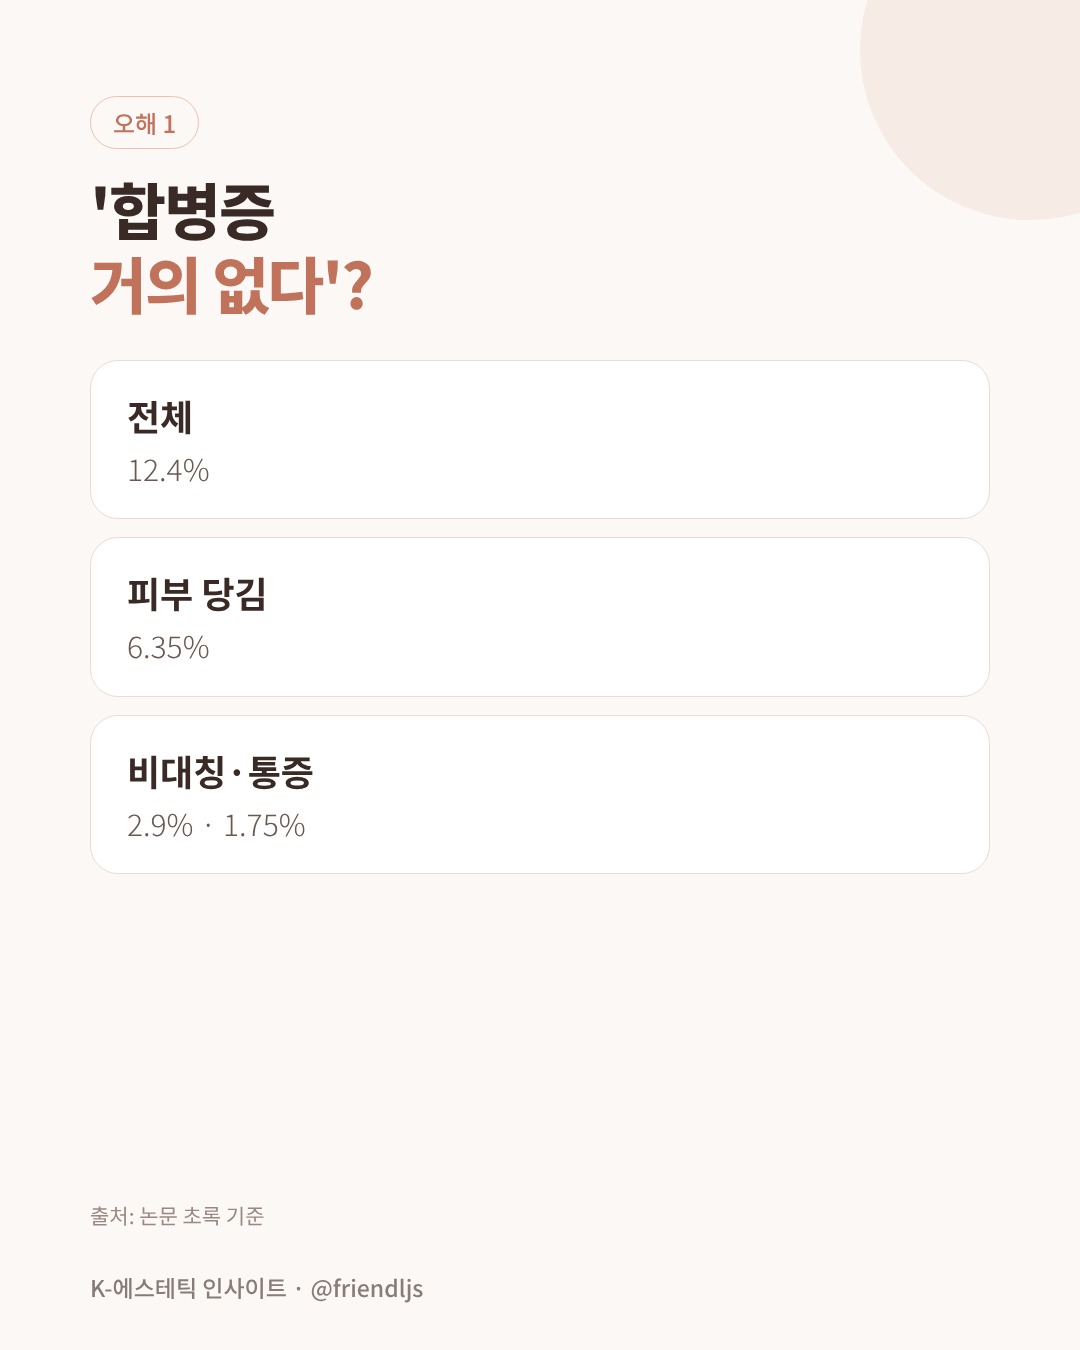 오해 1
'합병증
거의 없다'?
전체
12.4%
피부 당김
6.35%
비대칭·통증
2.9% · 1.75%
출처: 논문 초록 기준
K-에스테틱 인사이트 · @friendljs